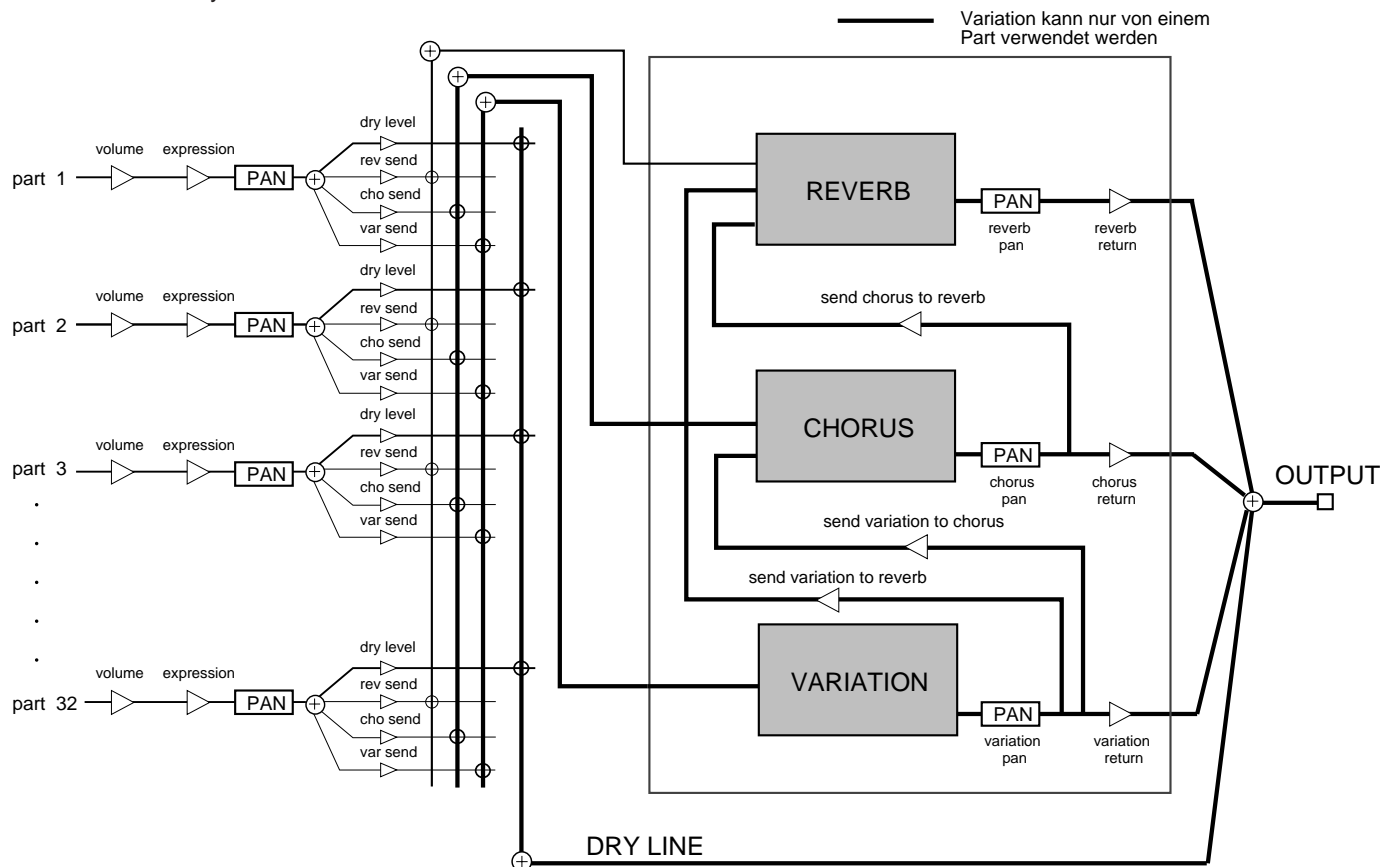 Variation kann nur von einem
Part verwendet werden
dry level
volume expression
rev send
part 1
PAN
cho send
var send
dry level
volume expression
rev send
part 2
PAN
cho send
var send
dry level
volume expression
rev send
part 3
PAN
cho send
var send
.
.
.
.
.
dry level
volume expression
rev send
part 32
PAN
cho send
var send
REVERB
PAN
reverb
pan
reverb
return
send chorus to reverb
CHORUS
PAN
chorus
pan
chorus
return
send variation to chorus
send variation to reverb
VARIATION
PAN
variation
pan
variation
return
OUTPUT
DRY LINE